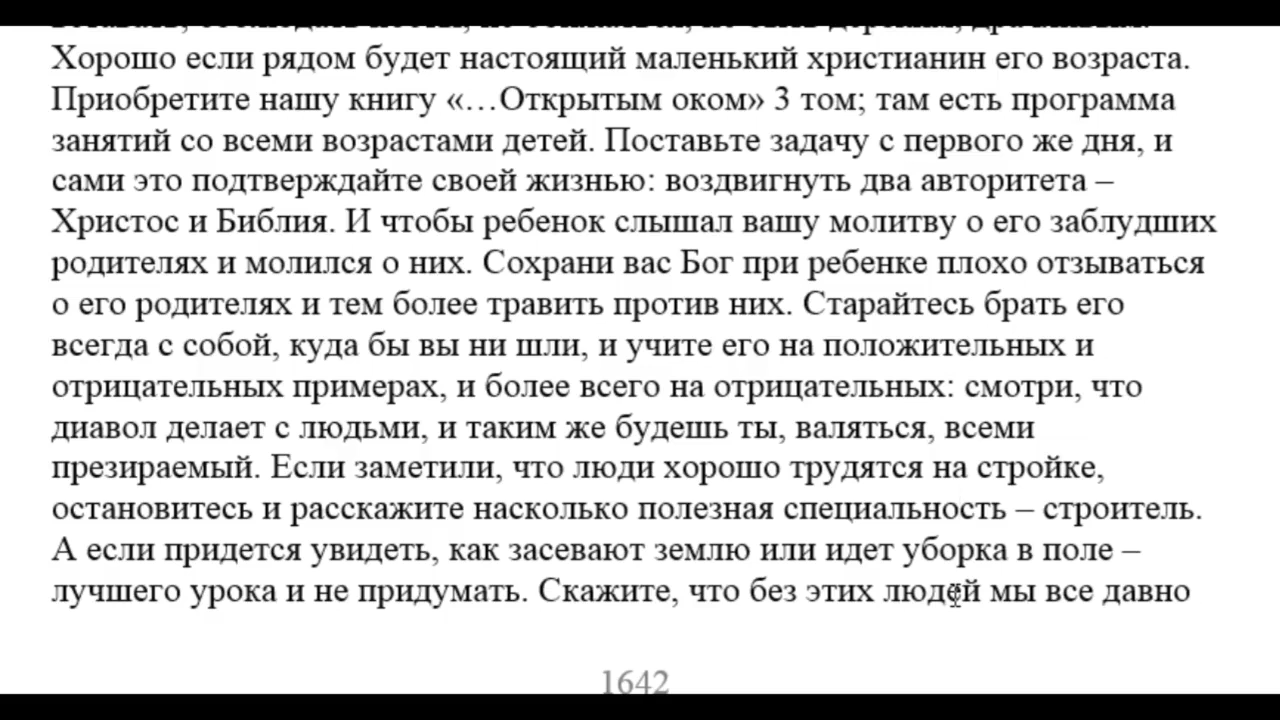 Хорошо если рядом будет настоящий маленький христианин его возраста.
Приобретите нашу книгу «…Открытым оком» 3 том; там есть программа
занятий со всеми возрастами детей. Поставьте задачу с первого же дня, и
сами это подтверждайте своей жизнью: воздвигнуть два авторитета –
Христос и Библия. И чтобы ребенок слышал вашу молитву о его заблудших
родителях и молился о них. Сохрани вас Бог при ребенке плохо отзываться
о его родителях и тем более травить против них. Старайтесь брать его
всегда с собой, куда бы вы ни шли, и учите его на положительных и
отрицательных примерах, и более всего на отрицательных: смотри, что
диавол делает с людьми, и таким же будешь ты, валяться, всеми
презираемый. Если заметили, что люди хорошо трудятся на стройке,
остановитесь и расскажите насколько полезная специальность – строитель.
А если придется увидеть, как засевают землю или идет уборка в поле –
лучшего урока и не придумать. Скажите, что без этих людей мы все давно
1642